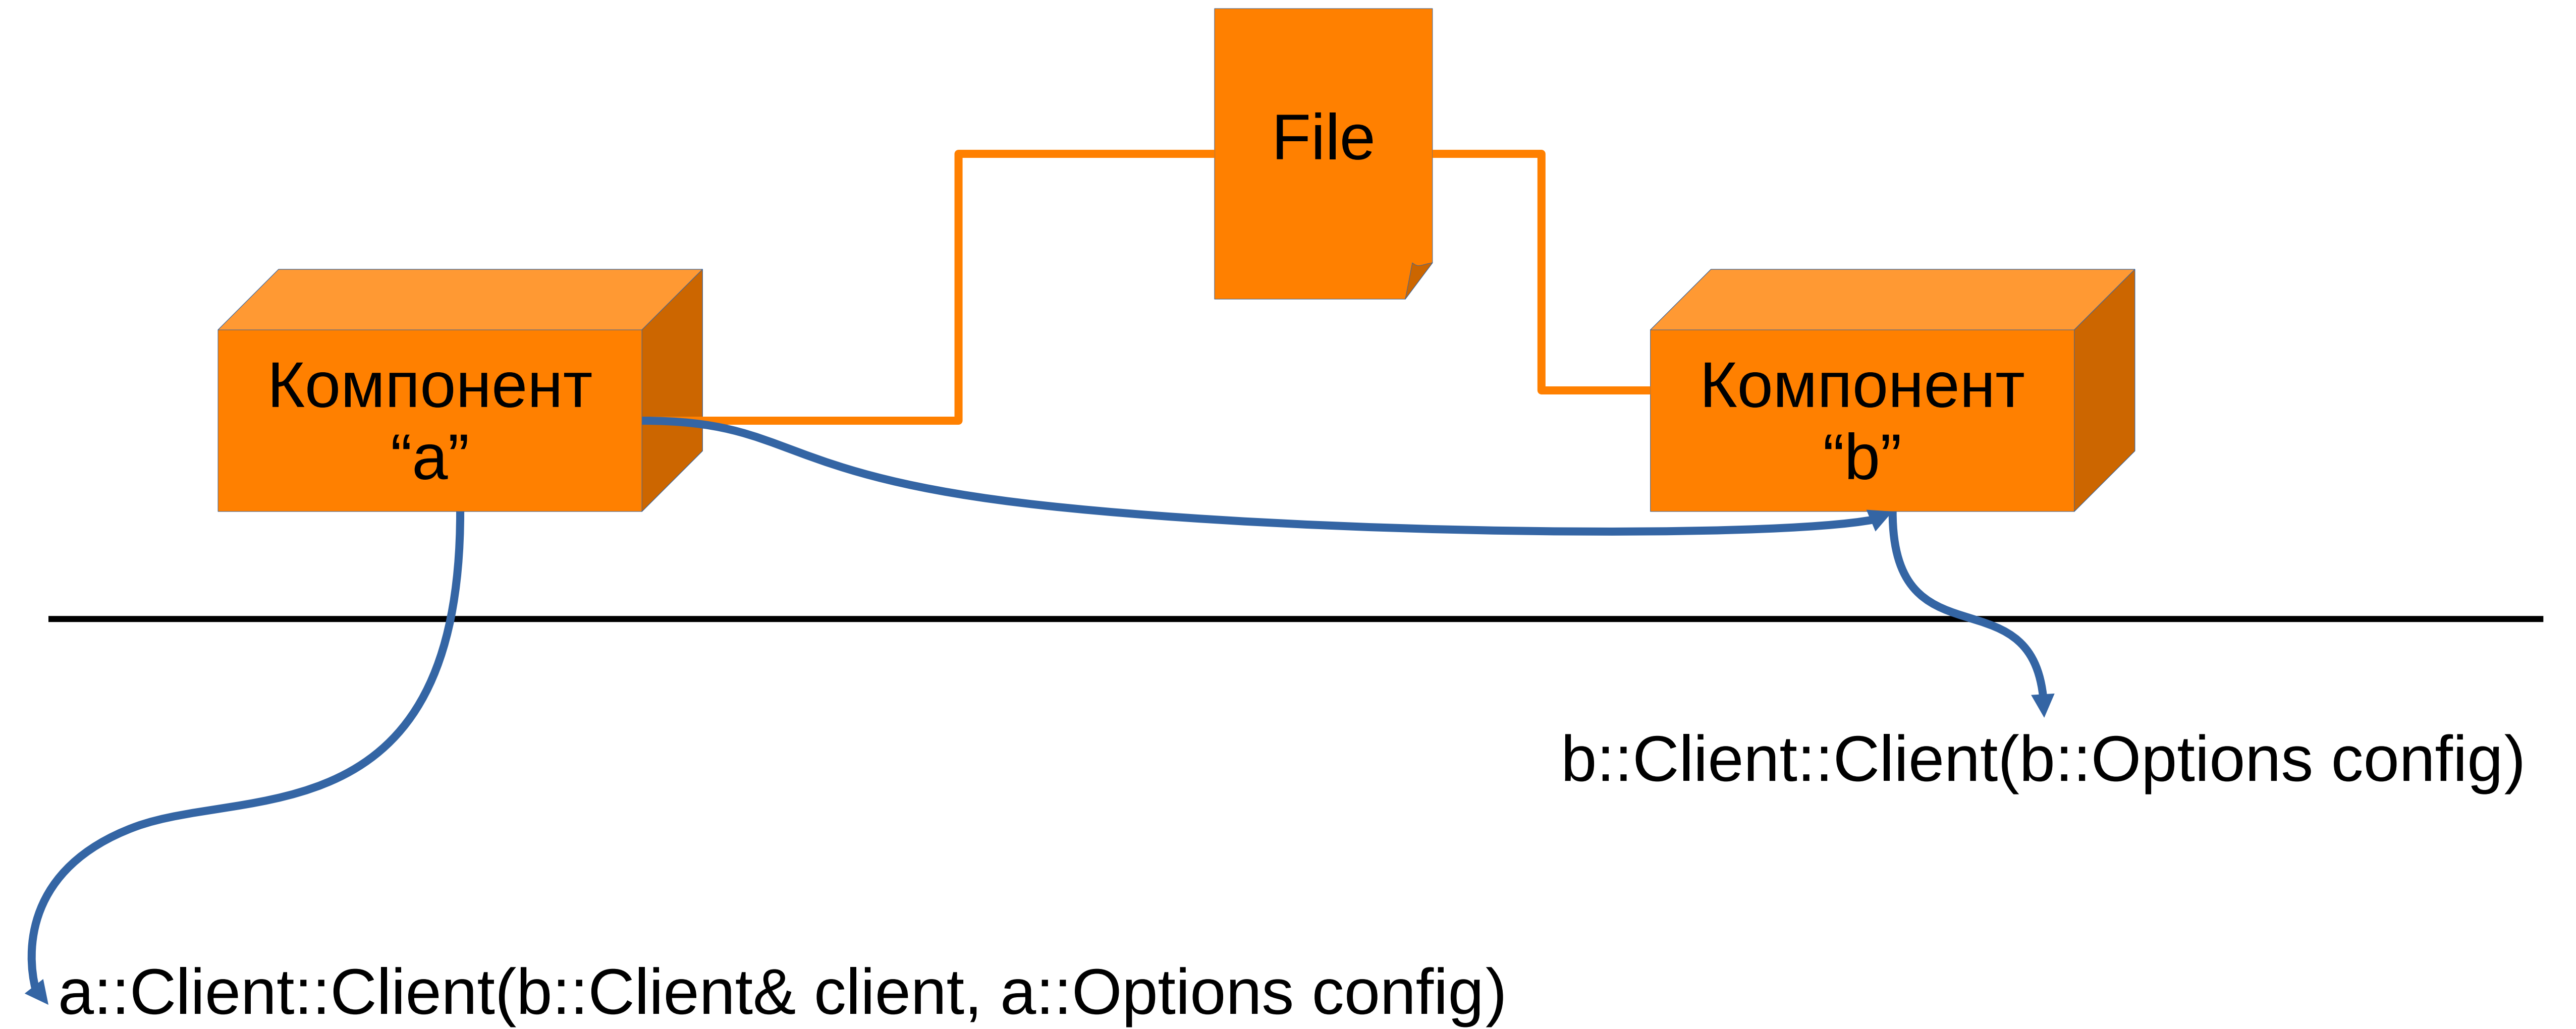 File
Компонент
“a”
Компонент
“b”
b::Client::Client(b::Options config)
a::Client::Client(b::Client& client, a::Options config)